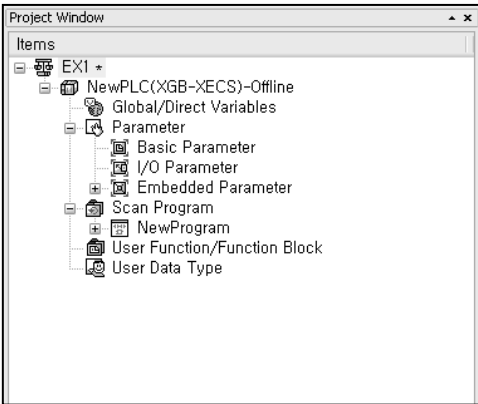 Project Window
Items
EX1 *
NewPLC(XGB-XECS)-Offline
Global/Direct Variables
Parameter
Basic Parameter
I/O Parameter
Embedded Parameter
Scan Program
NewProgram
User Function/Function Block
User Data Type